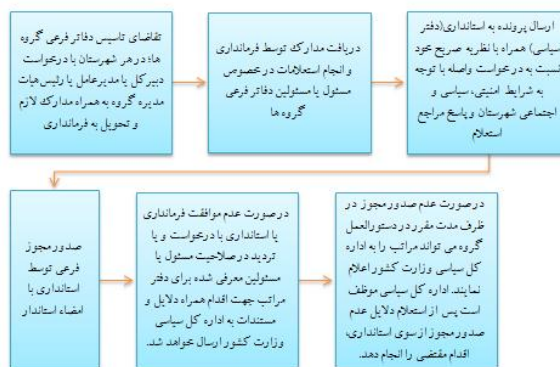 تقاضای تاسیس دفاتر فرعی گروه
ها؛ در هر شهرستان با درخواست
دبیرکل یا مدیرعامل یا رئیس هیات
مدیره گروه به همراه مدارک لازم
و تحویل به فرمانداری
دریافت مدارک توسط فرمانداری
و انجام استعلامات درخصوص
مسئول یا مسئولین دفاتر فرعی
گروه ها
ارسال پرونده به استانداری(دفتر
سیاسی) همراه با نظریه صریح خود
نسبت به درخواست واصله با توجه
به شرایط امنیتی، سیاسی و
اجتماعی شهرستان و پاسخ مراجع
استعلام
صدور مجوز
فرعی توسط
استانداری با
امضاء استاندار
درصورت عدم موافقت فرمانداری
یا استانداری با درخواست و یا
تردید در صلاحیت مسئول یا
مسئولین معرفی شده برای دفتر
مراتب جهت اقدام همراه دلایل و
مستندات به اداره کل سیاسی
وزارت کشور ارسال خواهد شد.
درصورت عدم صدور مجوز در
ظرف مدت مقرر در دستورالعمل
گروه می تواند مراتب را به اداره
کل سیاسی وزارت کشور اعلام
نمایند. اداره کل سیاسی موظف
است پس از استعلام دلایل عدم
صدور مجوز از سوی استانداری،
اقدام مقتضی را انجام دهد.